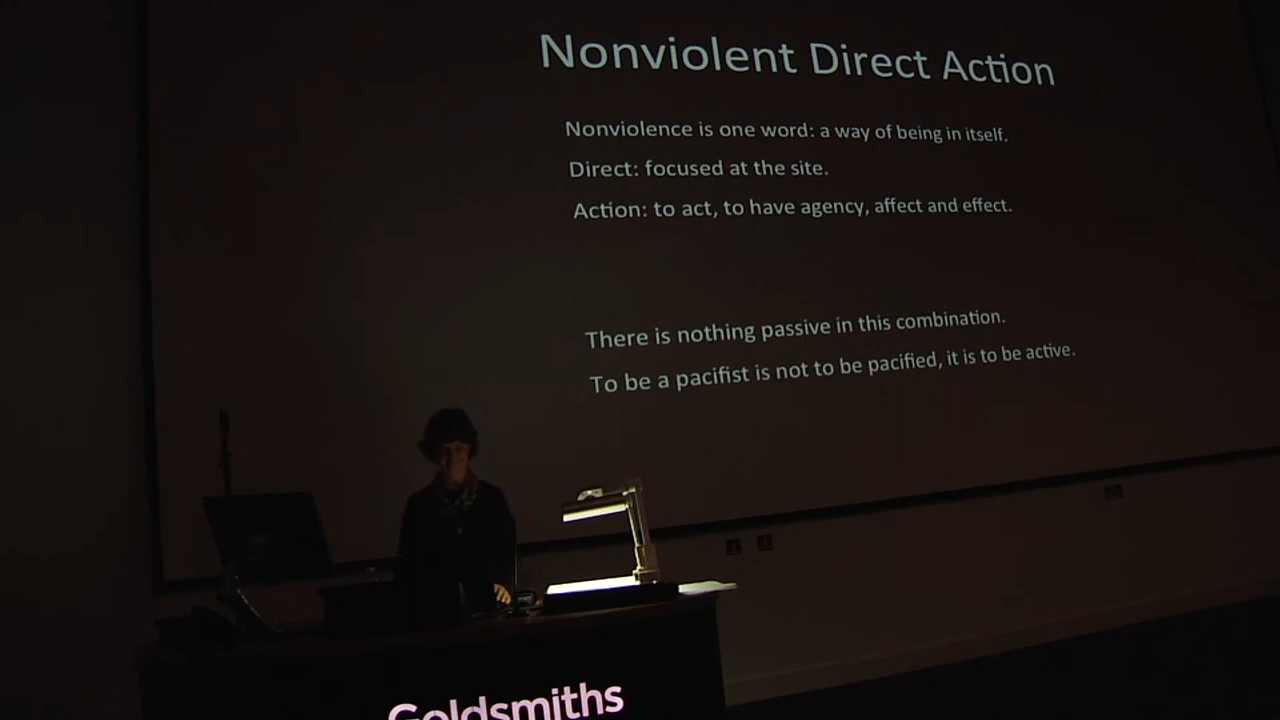 Nonviolent Direct Action
Nonviolence is one word: a way of being in itself.
Direct: focused at the site.
Action: to act, to have agency, affect and effect.
There is nothing passive in this combination.
To be a pacifist is not to be pacified, it is to be active.
Goldsmiths